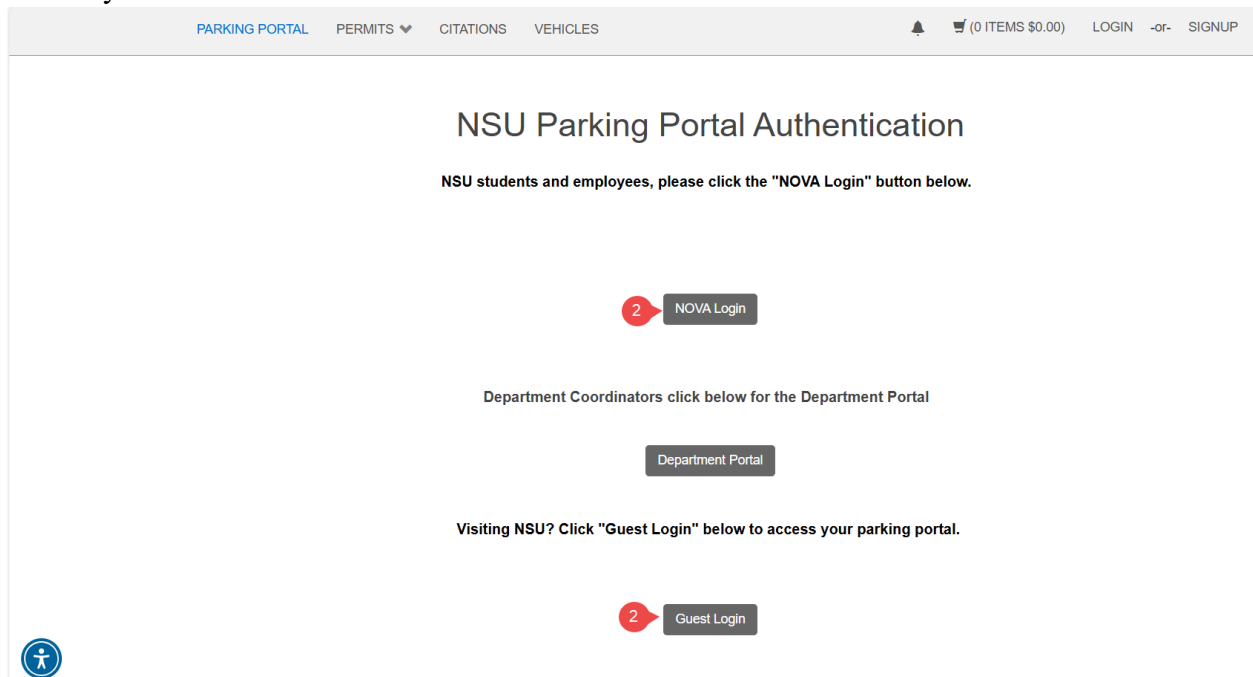 PARKING PORTAL PERMITS CITATIONS VEHICLES (0 ITEMS $0.00) LOGIN -or- SIGNUP
NSU Parking Portal Authentication
NSU students and employees, please click the "NOVA Login" button below.
2 NOVA Login
Department Coordinators click below for the Department Portal
Department Portal
Visiting NSU? Click "Guest Login" below to access your parking portal.
2 Guest Login